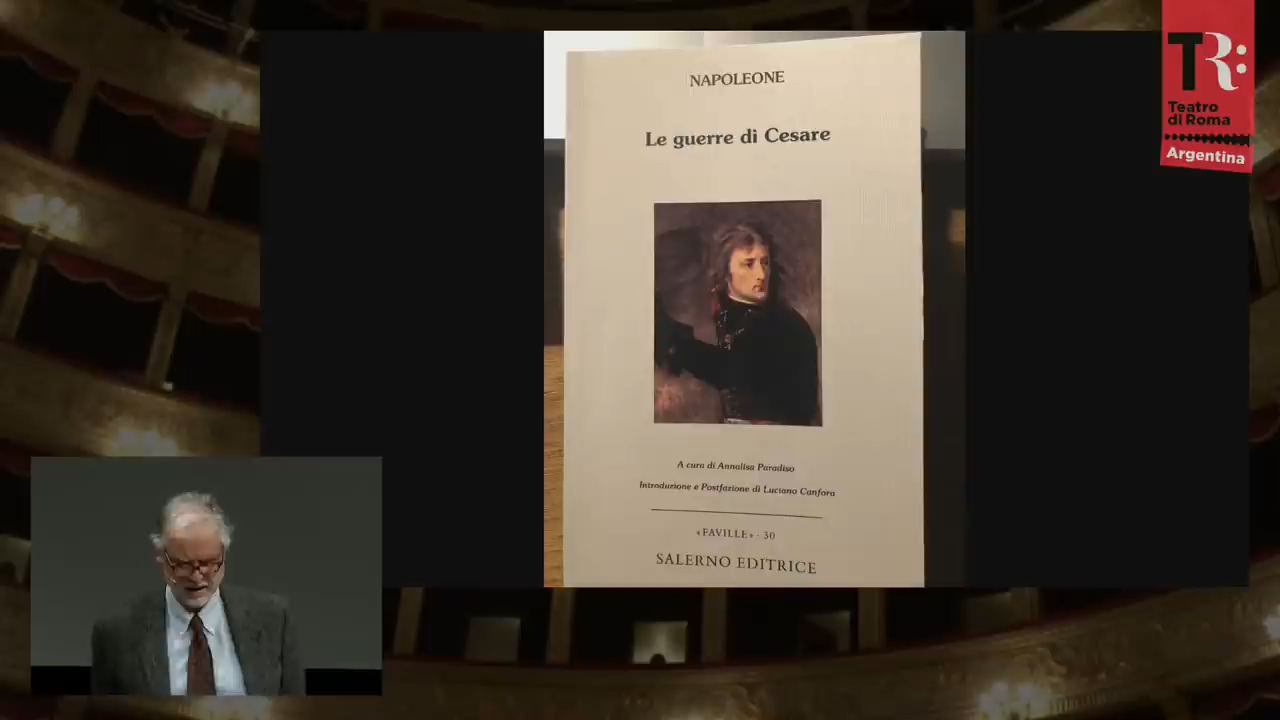 NAPOLEONE
Le guerre di Cesare
A cura di Annalisa Paradiso
Introduzione e Postfazione di Luciano Canfora
«FAVILLE» · 30
SALERNO EDITRICE
TR:
Teatro
di Roma
Argentina